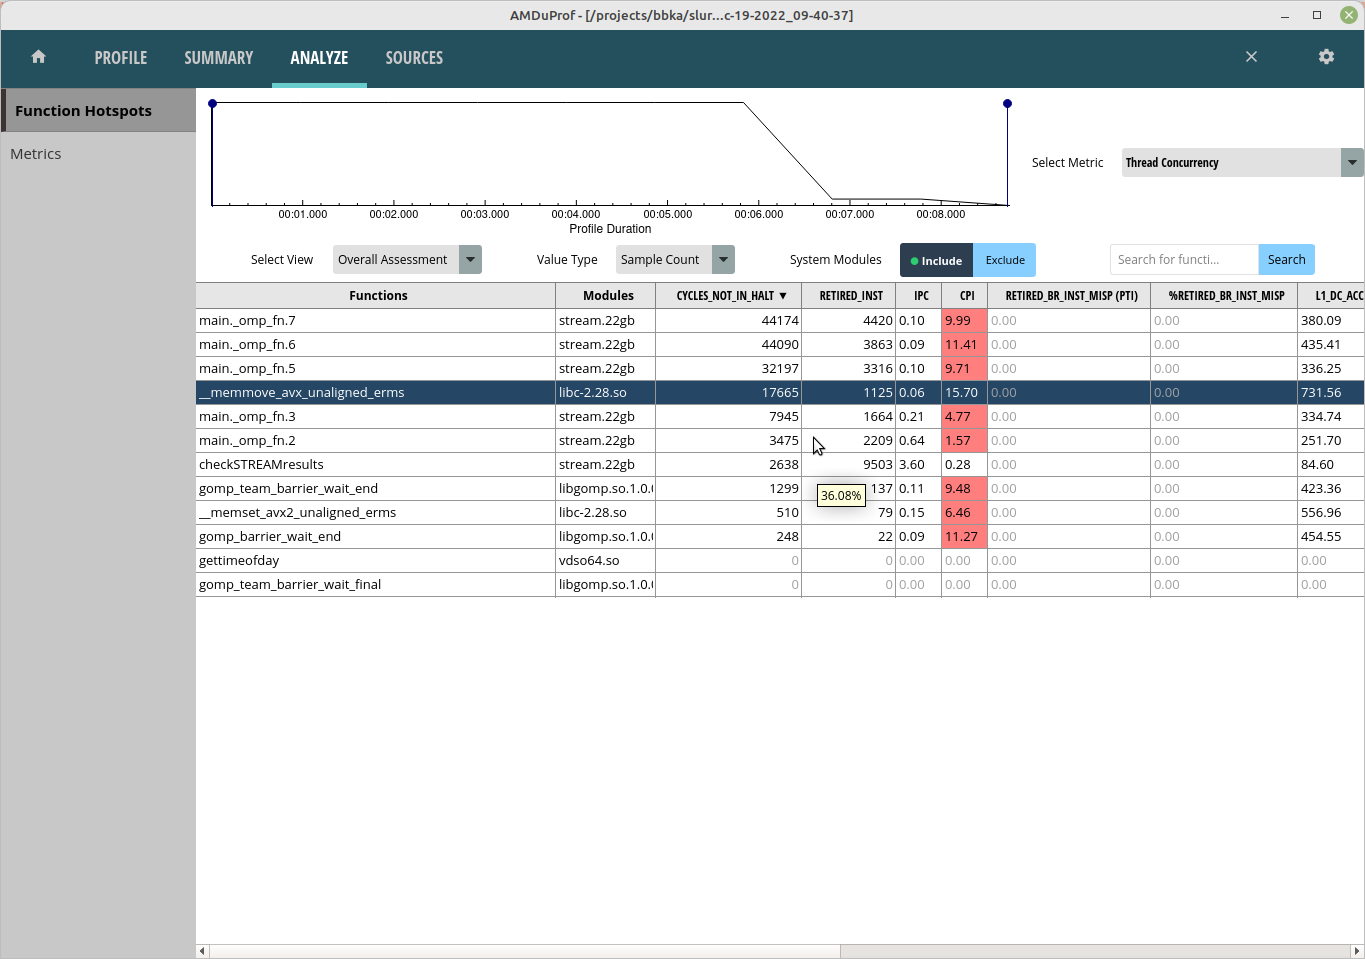 AMDuProf - [/projects/bbka/slur...c-19-2022_09-40-37]
PROFILE SUMMARY ANALYZE SOURCES
Function Hotspots
Metrics
Select Metric Thread Concurrency
00:01.000 00:02.000 00:03.000 00:04.000 00:05.000 00:06.000 00:07.000 00:08.000
Profile Duration
Select View Overall Assessment Value Type Sample Count System Modules Include Exclude Search for functi... Search
Functions Modules CYCLES_NOT_IN_HALT ▼ RETIRED_INST IPC CPI RETIRED_BR_INST_MISP (PTI) %RETIRED_BR_INST_MISP L1_DC_ACC
main._omp_fn.7 stream.22gb 44174 4420 0.10 9.99 0.00 0.00 380.09
main._omp_fn.6 stream.22gb 44090 3863 0.09 11.41 0.00 0.00 435.41
main._omp_fn.5 stream.22gb 32197 3316 0.10 9.71 0.00 0.00 336.25
__memmove_avx_unaligned_erms libc-2.28.so 17665 1125 0.06 15.70 0.00 0.00 731.56
main._omp_fn.3 stream.22gb 7945 1664 0.21 4.77 0.00 0.00 334.74
main._omp_fn.2 stream.22gb 3475 2209 0.64 1.57 0.00 0.00 251.70
checkSTREAMresults stream.22gb 2638 9503 3.60 0.28 0.00 0.00 84.60
gomp_team_barrier_wait_end libgomp.so.1.0.( 1299 137 0.11 9.48 0.00 0.00 423.36
36.08%
__memset_avx2_unaligned_erms libc-2.28.so 510 79 0.15 6.46 0.00 0.00 556.96
gomp_barrier_wait_end libgomp.so.1.0.( 248 22 0.09 11.27 0.00 0.00 454.55
gettimeofday vdso64.so 0 0 0.00 0.00 0.00 0.00 0.00
gomp_team_barrier_wait_final libgomp.so.1.0.( 0 0 0.00 0.00 0.00 0.00 0.00